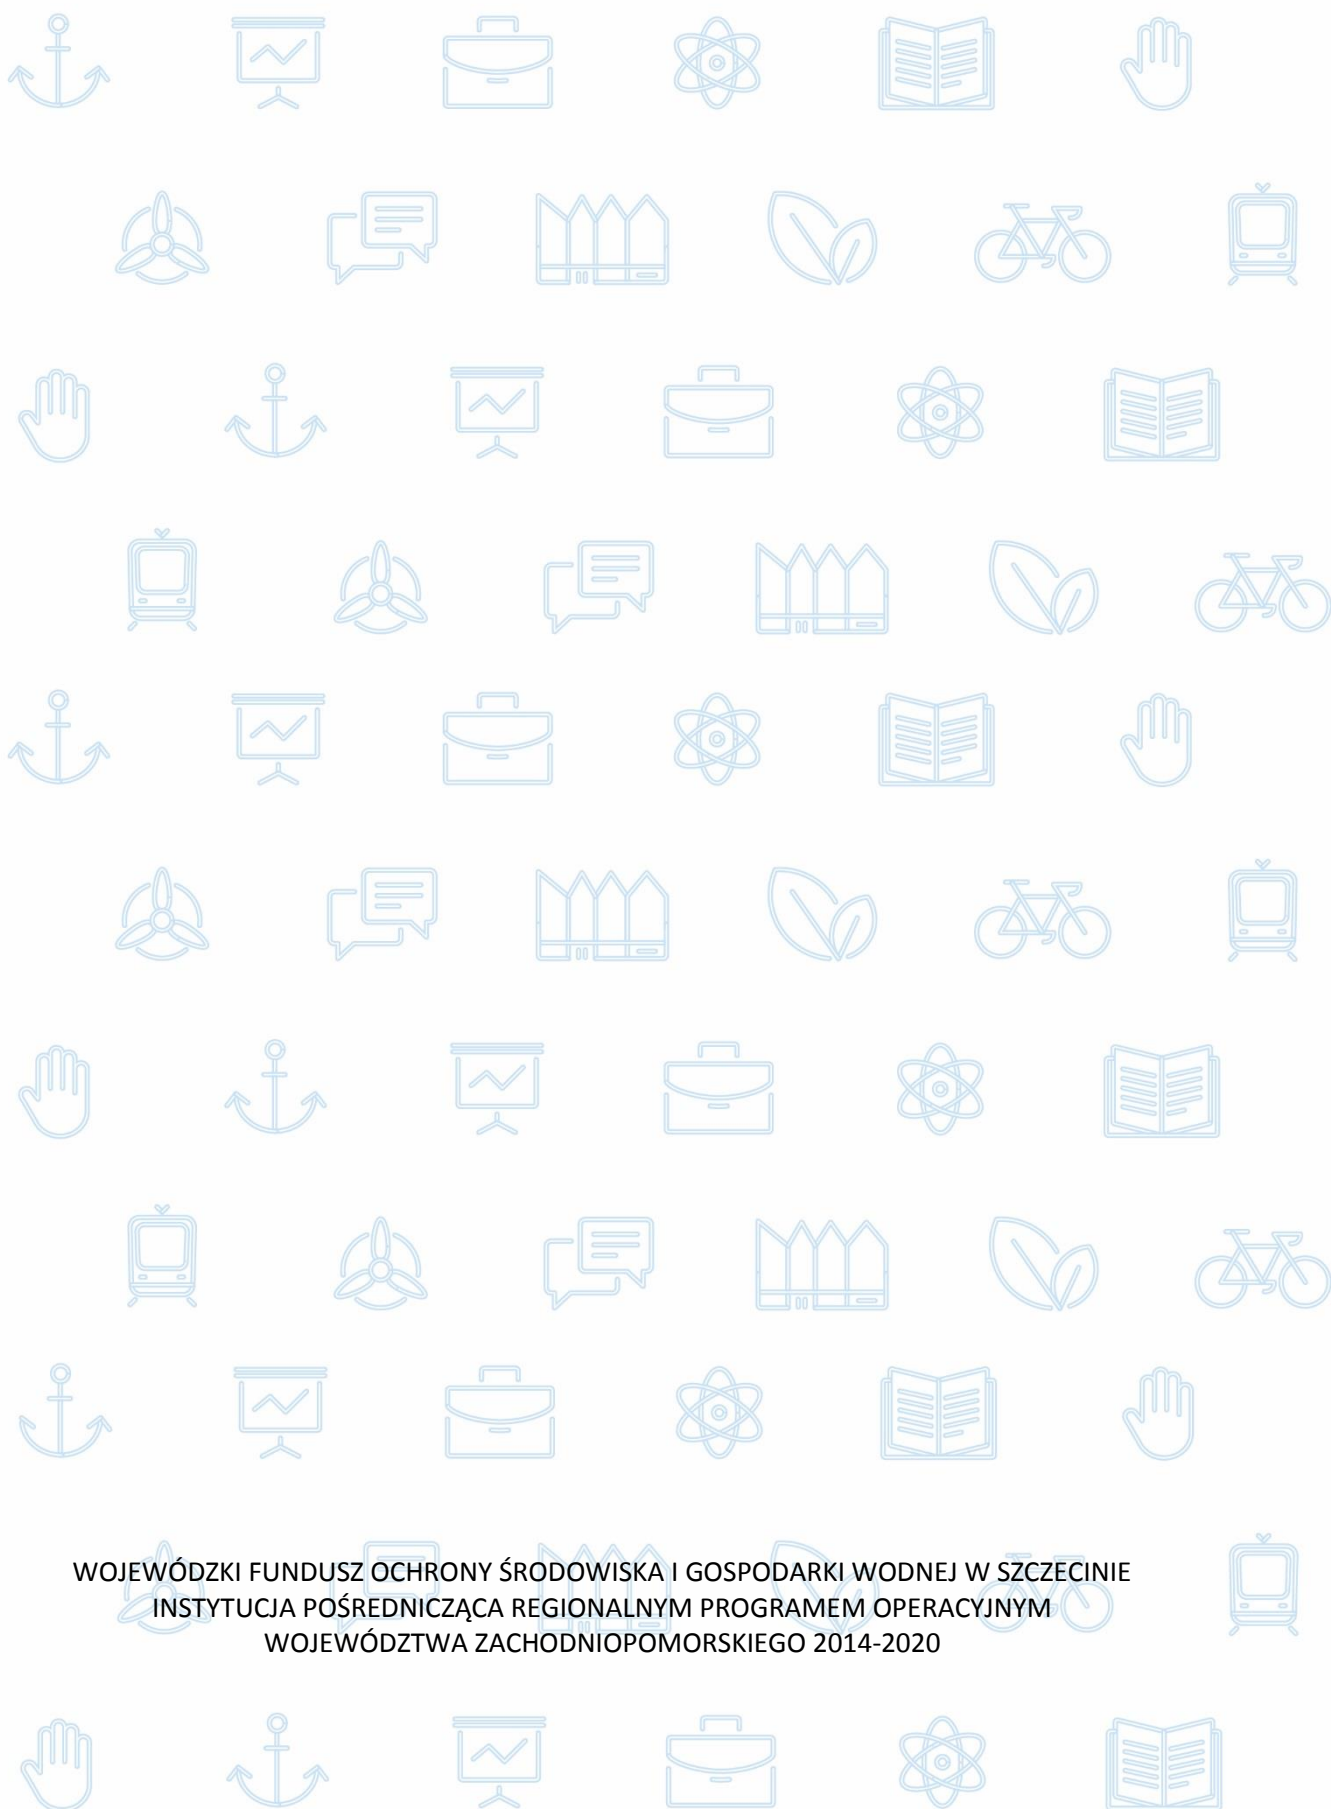 WOJEWÓDZKI FUNDUSZ OCHRONY ŚRODOWISKA I GOSPODARKI WODNEJ W SZCZECINIE
INSTYTUCJA POŚREDNICZĄCA REGIONALNYM PROGRAMEM OPERACYJNYM
WOJEWÓDZTWA ZACHODNIOPOMORSKIEGO 2014-2020